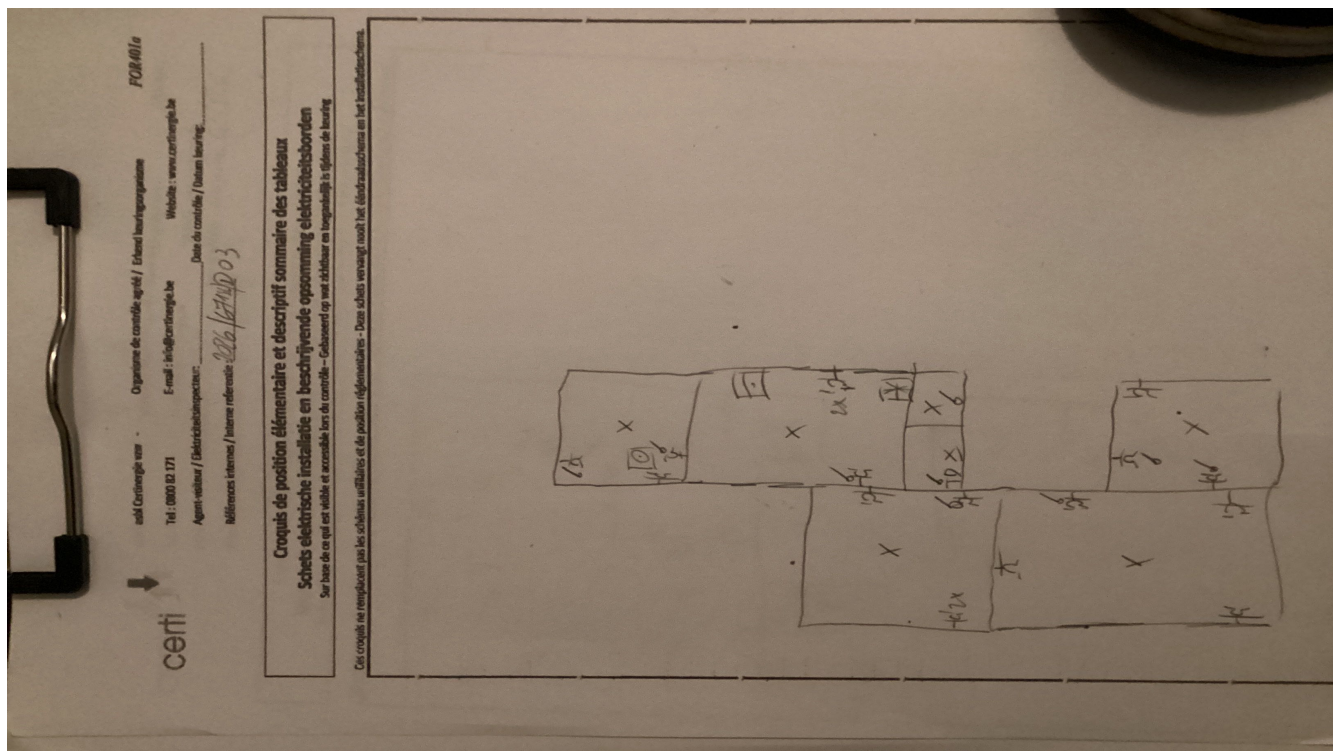 certi
asbl Certinergie vzw - Organisme de contrôle agréé / Erkend keuringsorganisme FOR401a
Tel : 0800 82 171 E-mail : info@certinergie.be Website : www.certinergie.be
Agent-visiteur / Elektriciteitsinspecteur: Date du contrôle / Datum keuring:
Références internes / Interne referentie :
Croquis de position élémentaire et descriptif sommaire des tableaux
Schets elektrische installatie en beschrijvende opsomming elektriciteitsborden
Sur base de ce qui est visible et accessible lors du contrôle – Gebaseerd op wat zichtbaar en toegankelijk is tijdens de keuring
Ces croquis ne remplacent pas les schémas unifilaires et de position réglementaires – Deze schets vervangt nooit het ééndraadsschema en het installatieschema.
2x
TD
2x